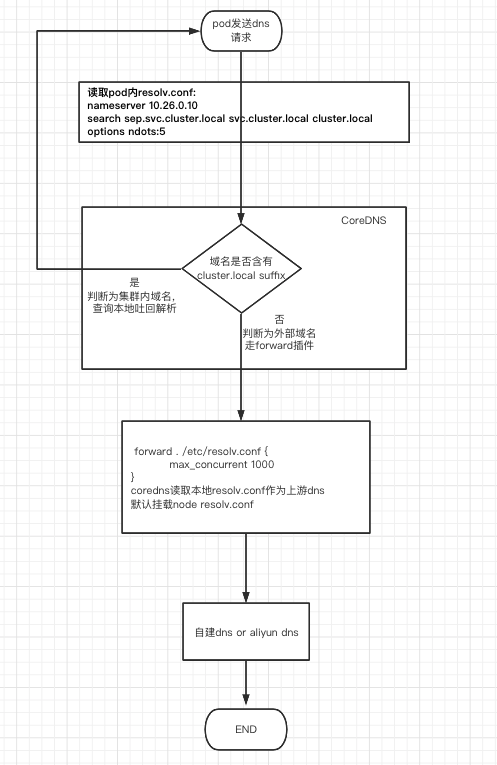 pod发送dns
请求
读取pod内resolv.conf:
nameserver 10.26.0.10
search sep.svc.cluster.local svc.cluster.local cluster.local
options ndots:5
CoreDNS
域名是否含有
cluster.local suffix
是
判断为集群内域名，
查询本地吐回解析
否
判断为外部域名
走forward插件
forward . /etc/resolv.conf {
max_concurrent 1000
}
coredns读取本地resolv.conf作为上游dns
默认挂载node resolv.conf
自建dns or aliyun dns
END